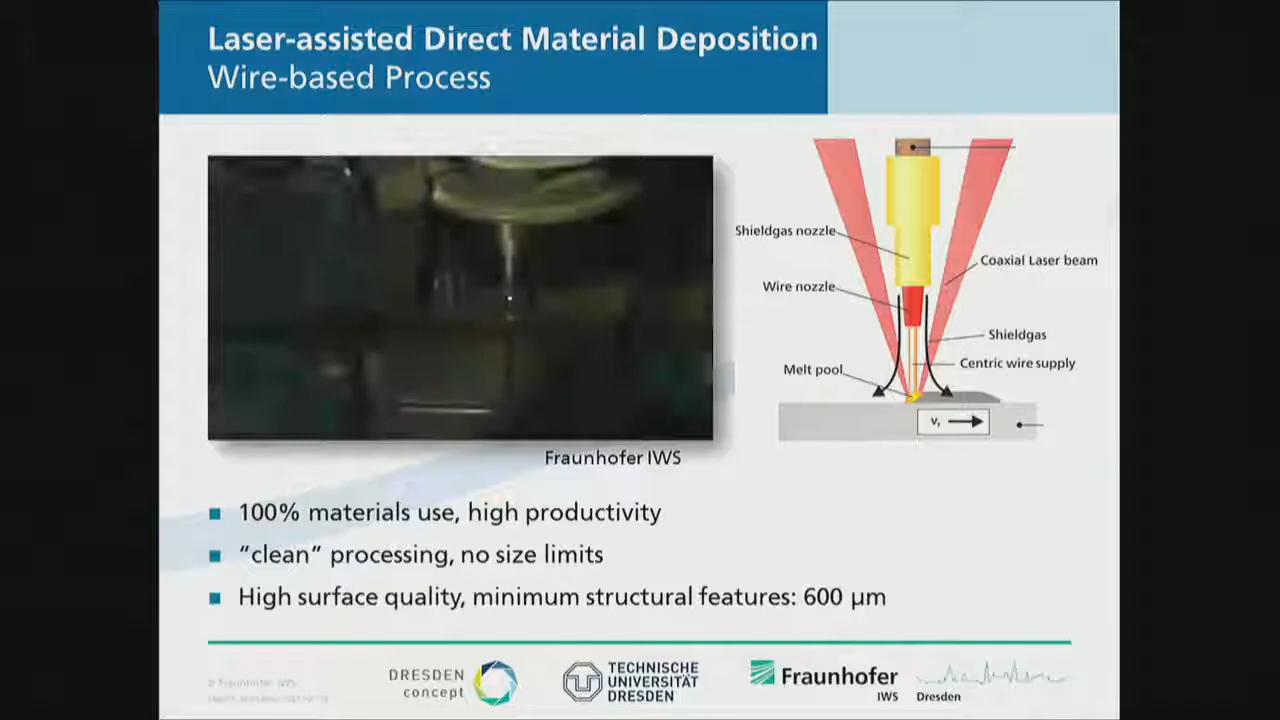 Laser-assisted Direct Material Deposition
Wire-based Process
Shieldgas nozzle
Coaxial Laser beam
Wire nozzle
Shieldgas
Centric wire supply
Melt pool
Fraunhofer IWS
100% materials use, high productivity
“clean” processing, no size limits
High surface quality, minimum structural features: 600 µm
DRESDEN
concept
TECHNISCHE
UNIVERSITÄT
DRESDEN
Fraunhofer
IWS
Dresden
© Fraunhofer IWS